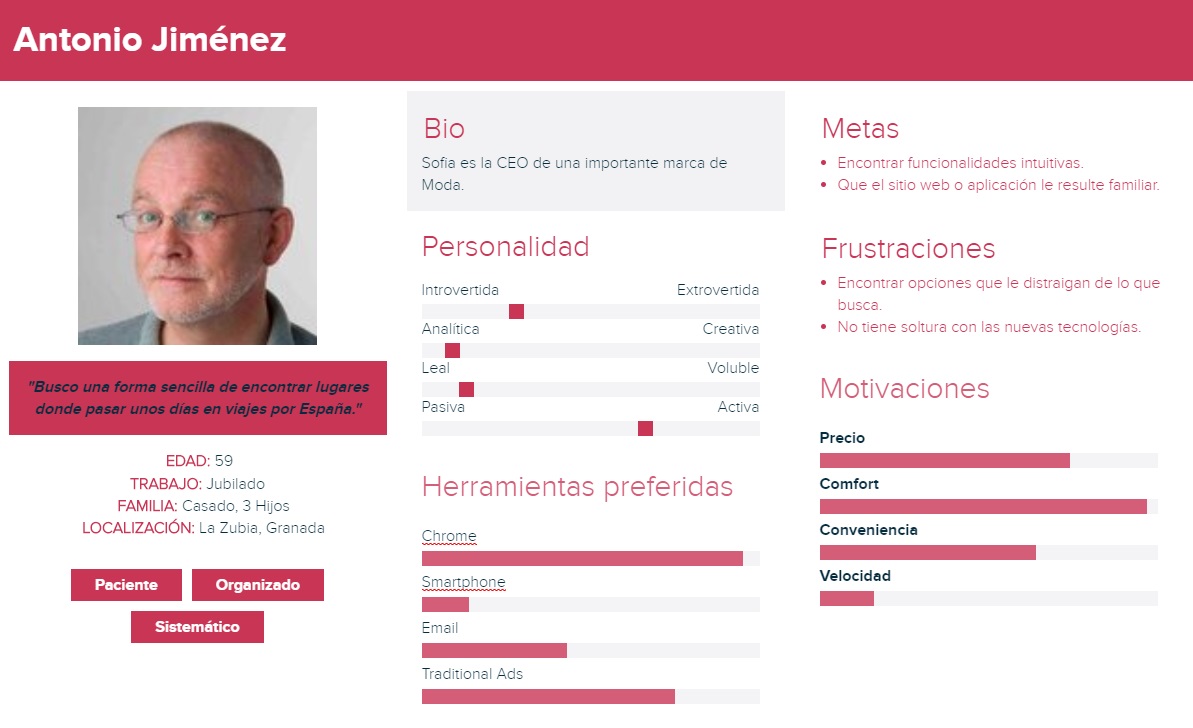 Antonio Jiménez
"Busco una forma sencilla de encontrar lugares
donde pasar unos días en viajes por España."
EDAD: 59
TRABAJO: Jubilado
FAMILIA: Casado, 3 Hijos
LOCALIZACIÓN: La Zubia, Granada
Paciente
Organizado
Sistemático
Bio
Sofia es la CEO de una importante marca de
Moda.
Personalidad
Introvertida Extrovertida
Analítica Creativa
Leal Voluble
Pasiva Activa
Herramientas preferidas
Chrome
Smartphone
Email
Traditional Ads
Metas
Encontrar funcionalidades intuitivas.
Que el sitio web o aplicación le resulte familiar.
Frustraciones
Encontrar opciones que le distraigan de lo que
busca.
No tiene soltura con las nuevas tecnologías.
Motivaciones
Precio
Comfort
Conveniencia
Velocidad